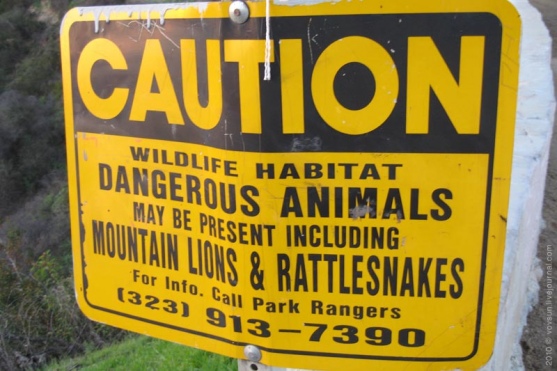 CAUTION
WILDLIFE HABITAT
DANGEROUS ANIMALS
MAY BE PRESENT INCLUDING
MOUNTAIN LIONS & RATTLESNAKES
For Info. Call Park Rangers
(323) 913-7390